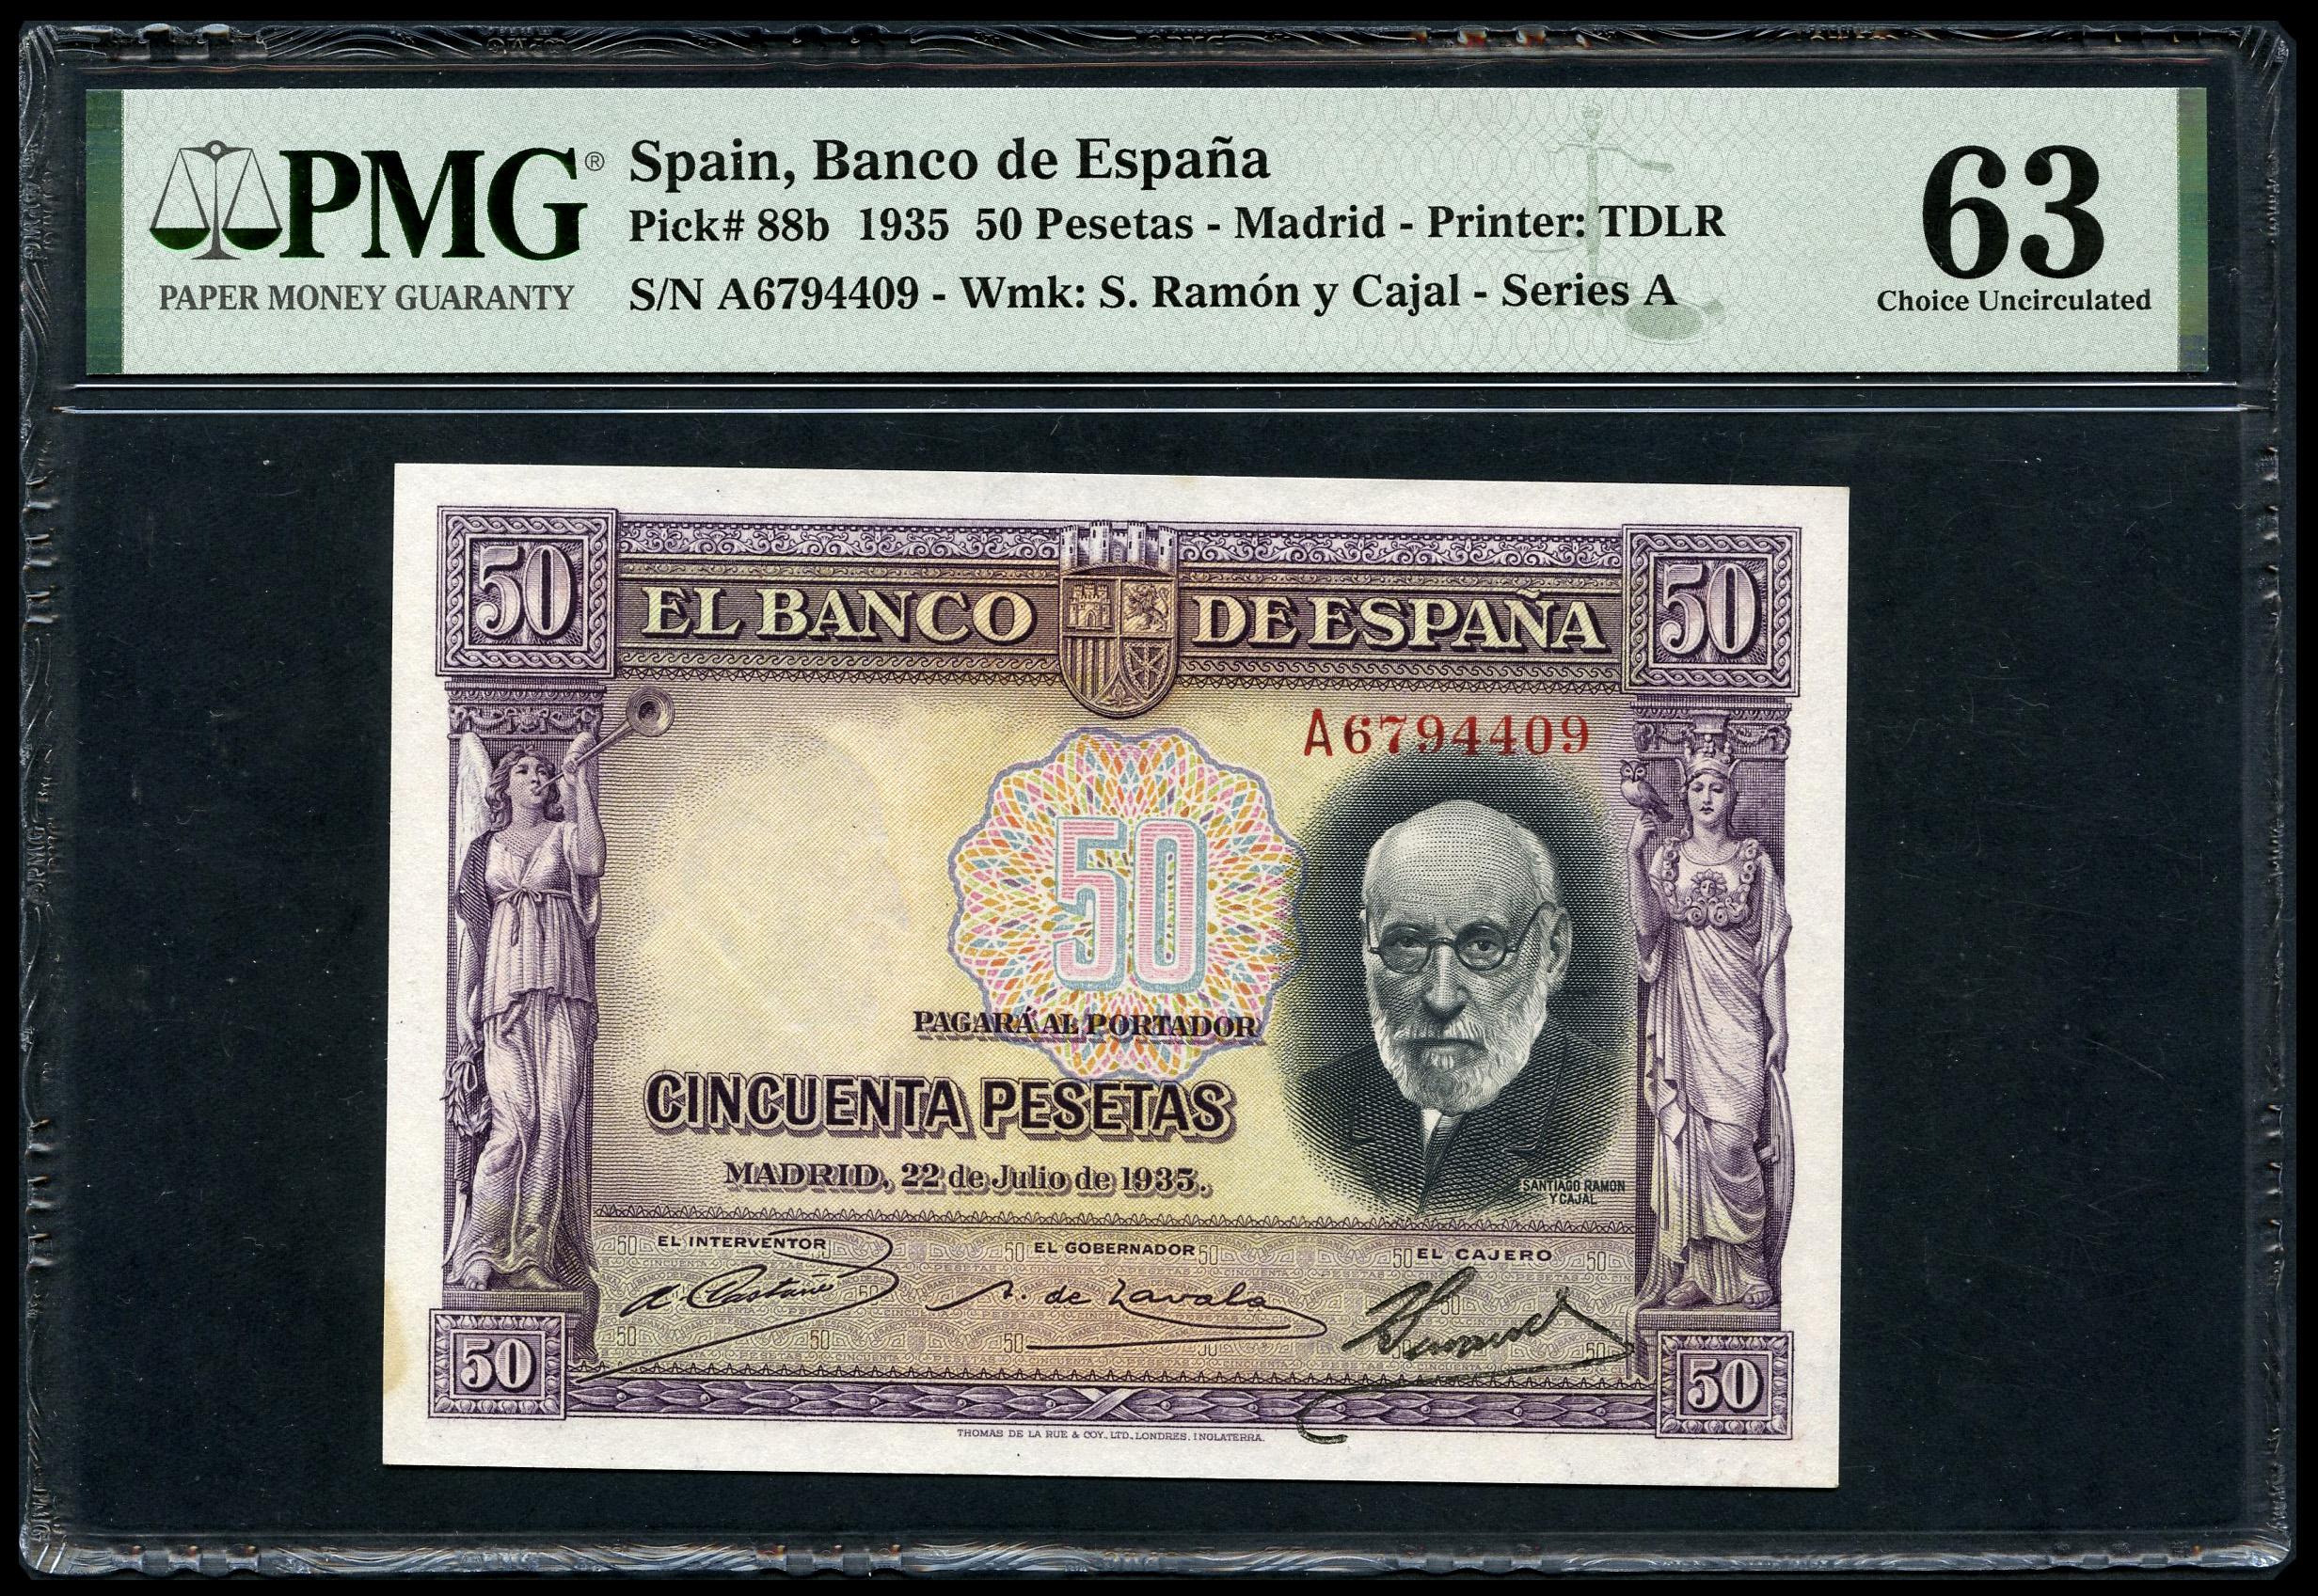 PMG®
PAPER MONEY GUARANTY
Spain, Banco de España
Pick# 88b 1935 50 Pesetas - Madrid - Printer: TDLR
S/N A6794409 - Wmk: S. Ramón y Cajal - Series A
63
Choice Uncirculated
50 50
EL BANCO DE ESPAÑA
A6794409
50
PAGARÁ AL PORTADOR
CINCUENTA PESETAS
MADRID, 22 de Julio de 1935.
SANTIAGO RAMON
Y CAJAL
EL INTERVENTOR EL GOBERNADOR EL CAJERO
A. de Zavala
50 50
THOMAS DE LA RUE & COY., LTD., LONDRES, INGLATERRA.